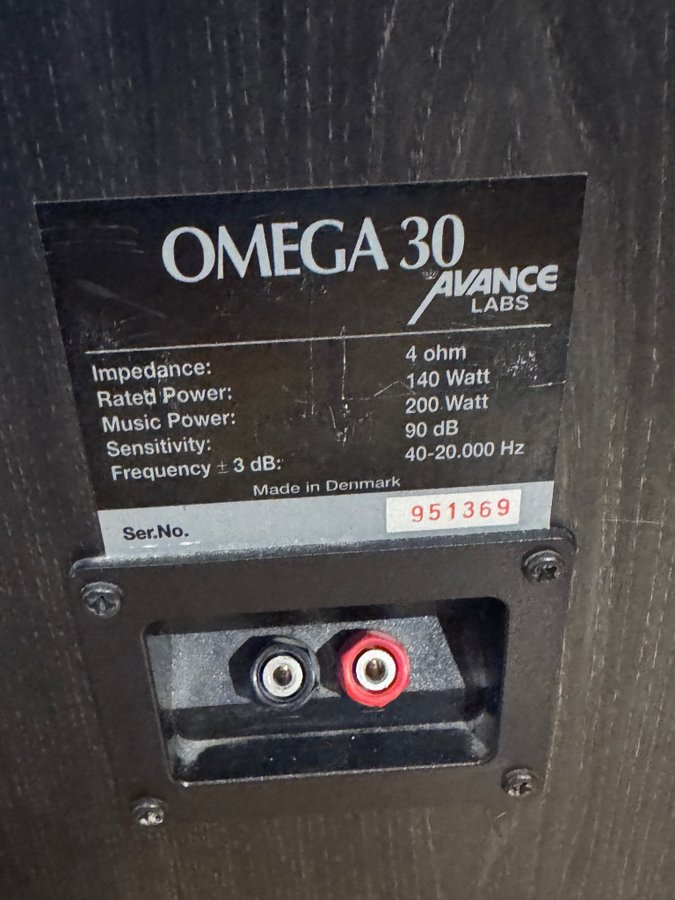 OMEGA 30
AVANCE
LABS
Impedance: 4 ohm
Rated Power: 140 Watt
Music Power: 200 Watt
Sensitivity: 90 dB
Frequency ± 3 dB: 40-20.000 Hz
Made in Denmark
Ser.No. 951369